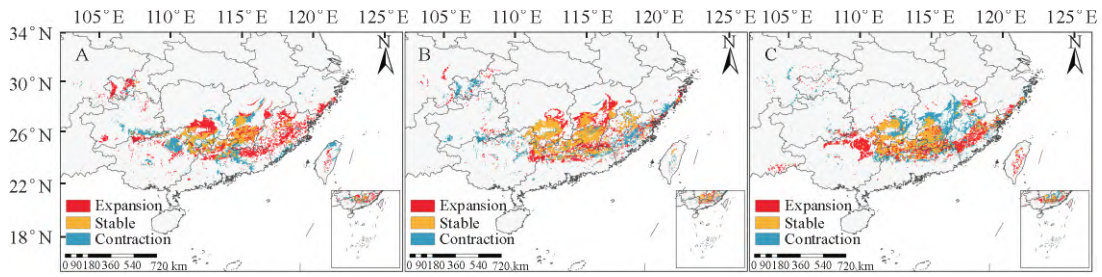 105°E 110°E 115°E 120°E 125°E 105°E 110°E 115°E 120°E 125°E 105°E 110°E 115°E 120°E 125°E
34°N
30°N
26°N
22°N
18°N
A
N
Expansion
Stable
Contraction
0 90180 360 540 720 km
B
N
Expansion
Stable
Contraction
0 90180 360 540 720 km
C
N
Expansion
Stable
Contraction
0 90180 360 540 720 km